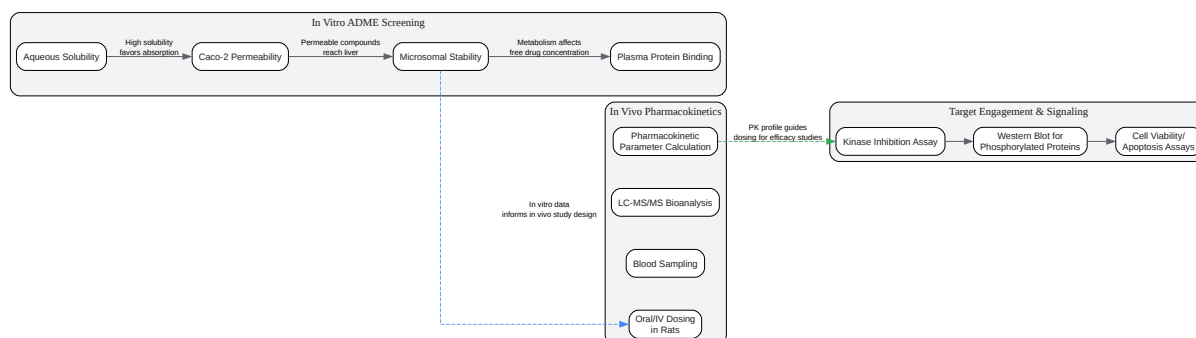 In Vitro ADME Screening
Aqueous Solubility
High solubility
favors absorption
Caco-2 Permeability
Permeable compounds
reach liver
Microsomal Stability
Metabolism affects
free drug concentration
Plasma Protein Binding
In Vivo Pharmacokinetics
Pharmacokinetic
Parameter Calculation
PK profile guides
dosing for efficacy studies
Target Engagement & Signaling
Kinase Inhibition Assay
Western Blot for
Phosphorylated Proteins
Cell Viability/
Apoptosis Assays
LC-MS/MS Bioanalysis
In vitro data
informs in vivo study design
Blood Sampling
Oral/IV Dosing
in Rats